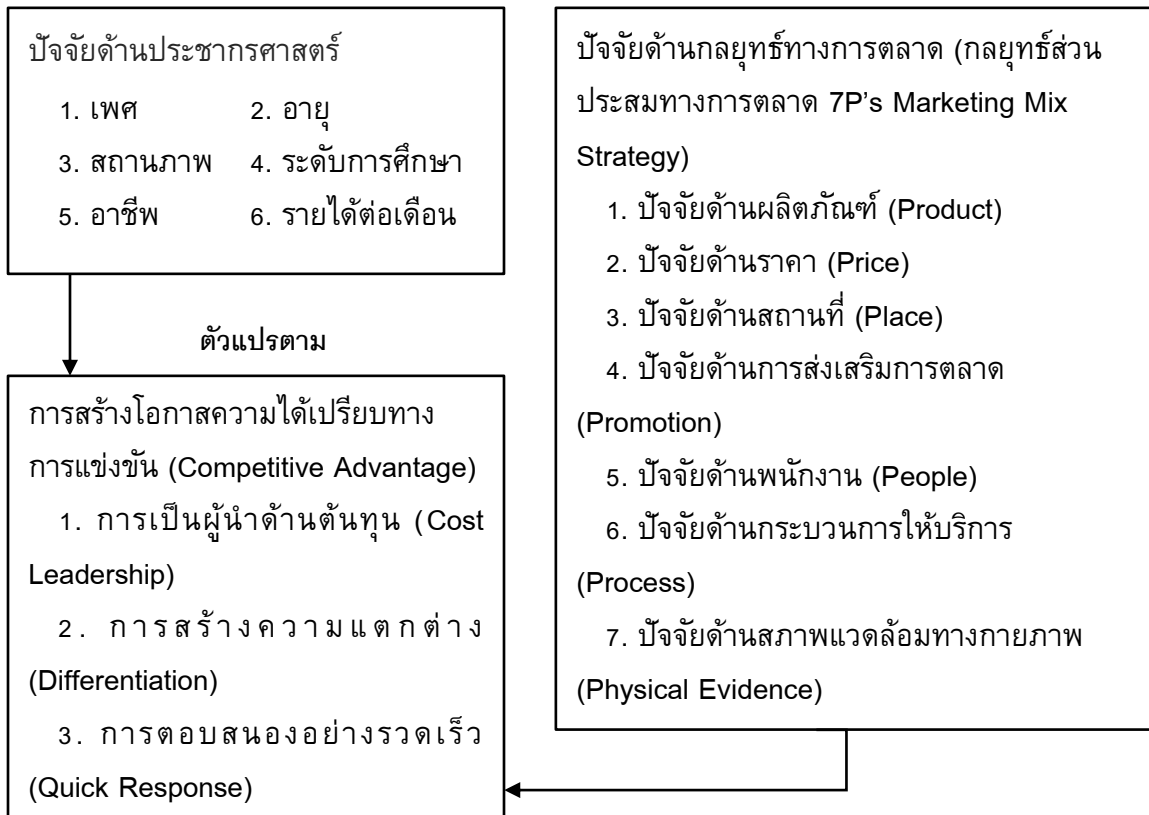 ปัจจัยด้านประชากรศาสตร์
1. เพศ 2. อายุ
3. สถานภาพ 4. ระดับการศึกษา
5. อาชีพ 6. รายได้ต่อเดือน
ตัวแปรตาม
การสร้างโอกาสความได้เปรียบทาง
การแข่งขัน (Competitive Advantage)
1. การเป็นผู้นำด้านต้นทุน (Cost
Leadership)
2. การสร้างความแตกต่าง
(Differentiation)
3. การตอบสนองอย่างรวดเร็ว
(Quick Response)
ปัจจัยด้านกลยุทธ์ทางการตลาด (กลยุทธ์ส่วน
ประสมทางการตลาด 7P’s Marketing Mix
Strategy)
1. ปัจจัยด้านผลิตภัณฑ์ (Product)
2. ปัจจัยด้านราคา (Price)
3. ปัจจัยด้านสถานที่ (Place)
4. ปัจจัยด้านการส่งเสริมการตลาด
(Promotion)
5. ปัจจัยด้านพนักงาน (People)
6. ปัจจัยด้านกระบวนการให้บริการ
(Process)
7. ปัจจัยด้านสภาพแวดล้อมทางกายภาพ
(Physical Evidence)